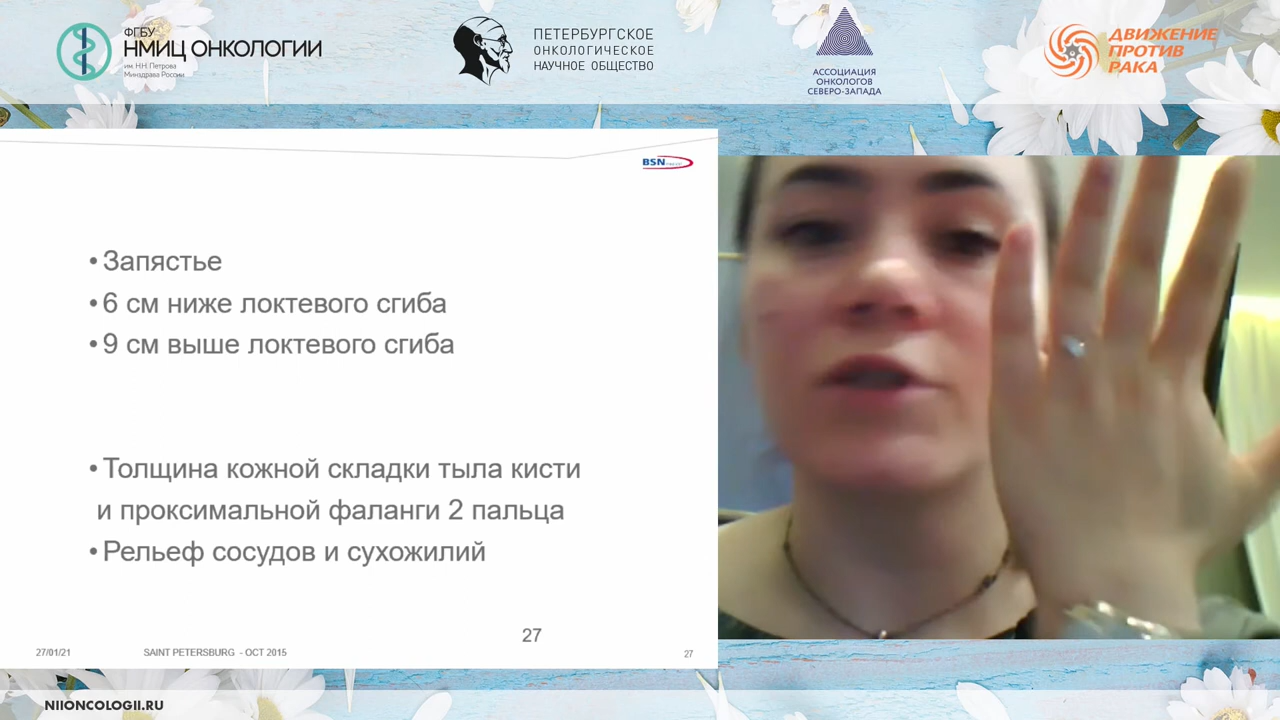 ФГБУ
НМИЦ ОНКОЛОГИИ
им. Н.Н. Петрова
Минздрава России
ПЕТЕРБУРГСКОЕ
ОНКОЛОГИЧЕСКОЕ
НАУЧНОЕ ОБЩЕСТВО
АССОЦИАЦИЯ
ОНКОЛОГОВ
СЕВЕРО-ЗАПАДА
ДВИЖЕНИЕ
ПРОТИВ
РАКА
BSN
• Запястье
• 6 см ниже локтевого сгиба
• 9 см выше локтевого сгиба
• Толщина кожной складки тыла кисти
и проксимальной фаланги 2 пальца
• Рельеф сосудов и сухожилий
27
27/01/21 SAINT PETERSBURG - OCT 2015 27
NIIONCOLOGII.RU